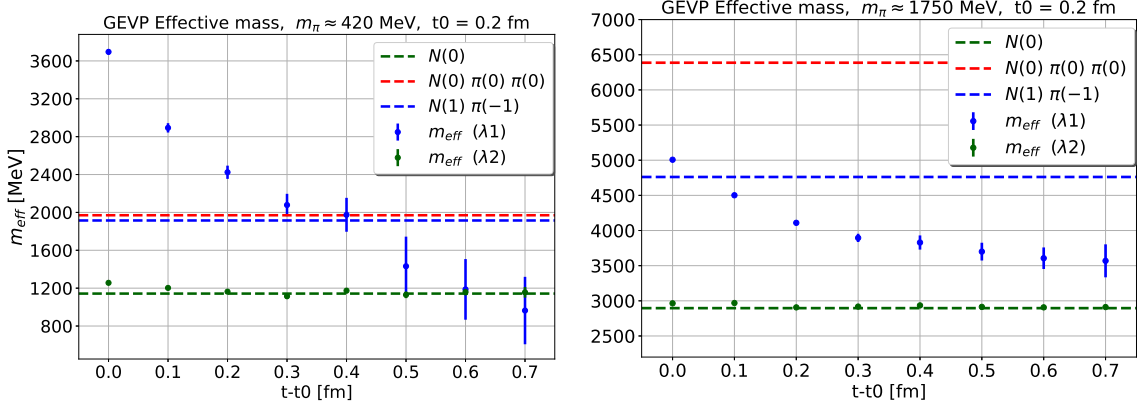 GEVP Effective mass, mπ ≈ 420 MeV, t0 = 0.2 fm
N(0)
N(0) π(0) π(0)
N(1) π(−1)
meff (λ1)
meff (λ2)
3600
3200
2800
2400
2000
1600
1200
800
meff [MeV]
0.0 0.1 0.2 0.3 0.4 0.5 0.6 0.7
t-t0 [fm]
GEVP Effective mass, mπ ≈ 1750 MeV, t0 = 0.2 fm
N(0)
N(0) π(0) π(0)
N(1) π(−1)
meff (λ1)
meff (λ2)
7000
6500
6000
5500
5000
4500
4000
3500
3000
2500
0.0 0.1 0.2 0.3 0.4 0.5 0.6 0.7
t-t0 [fm]